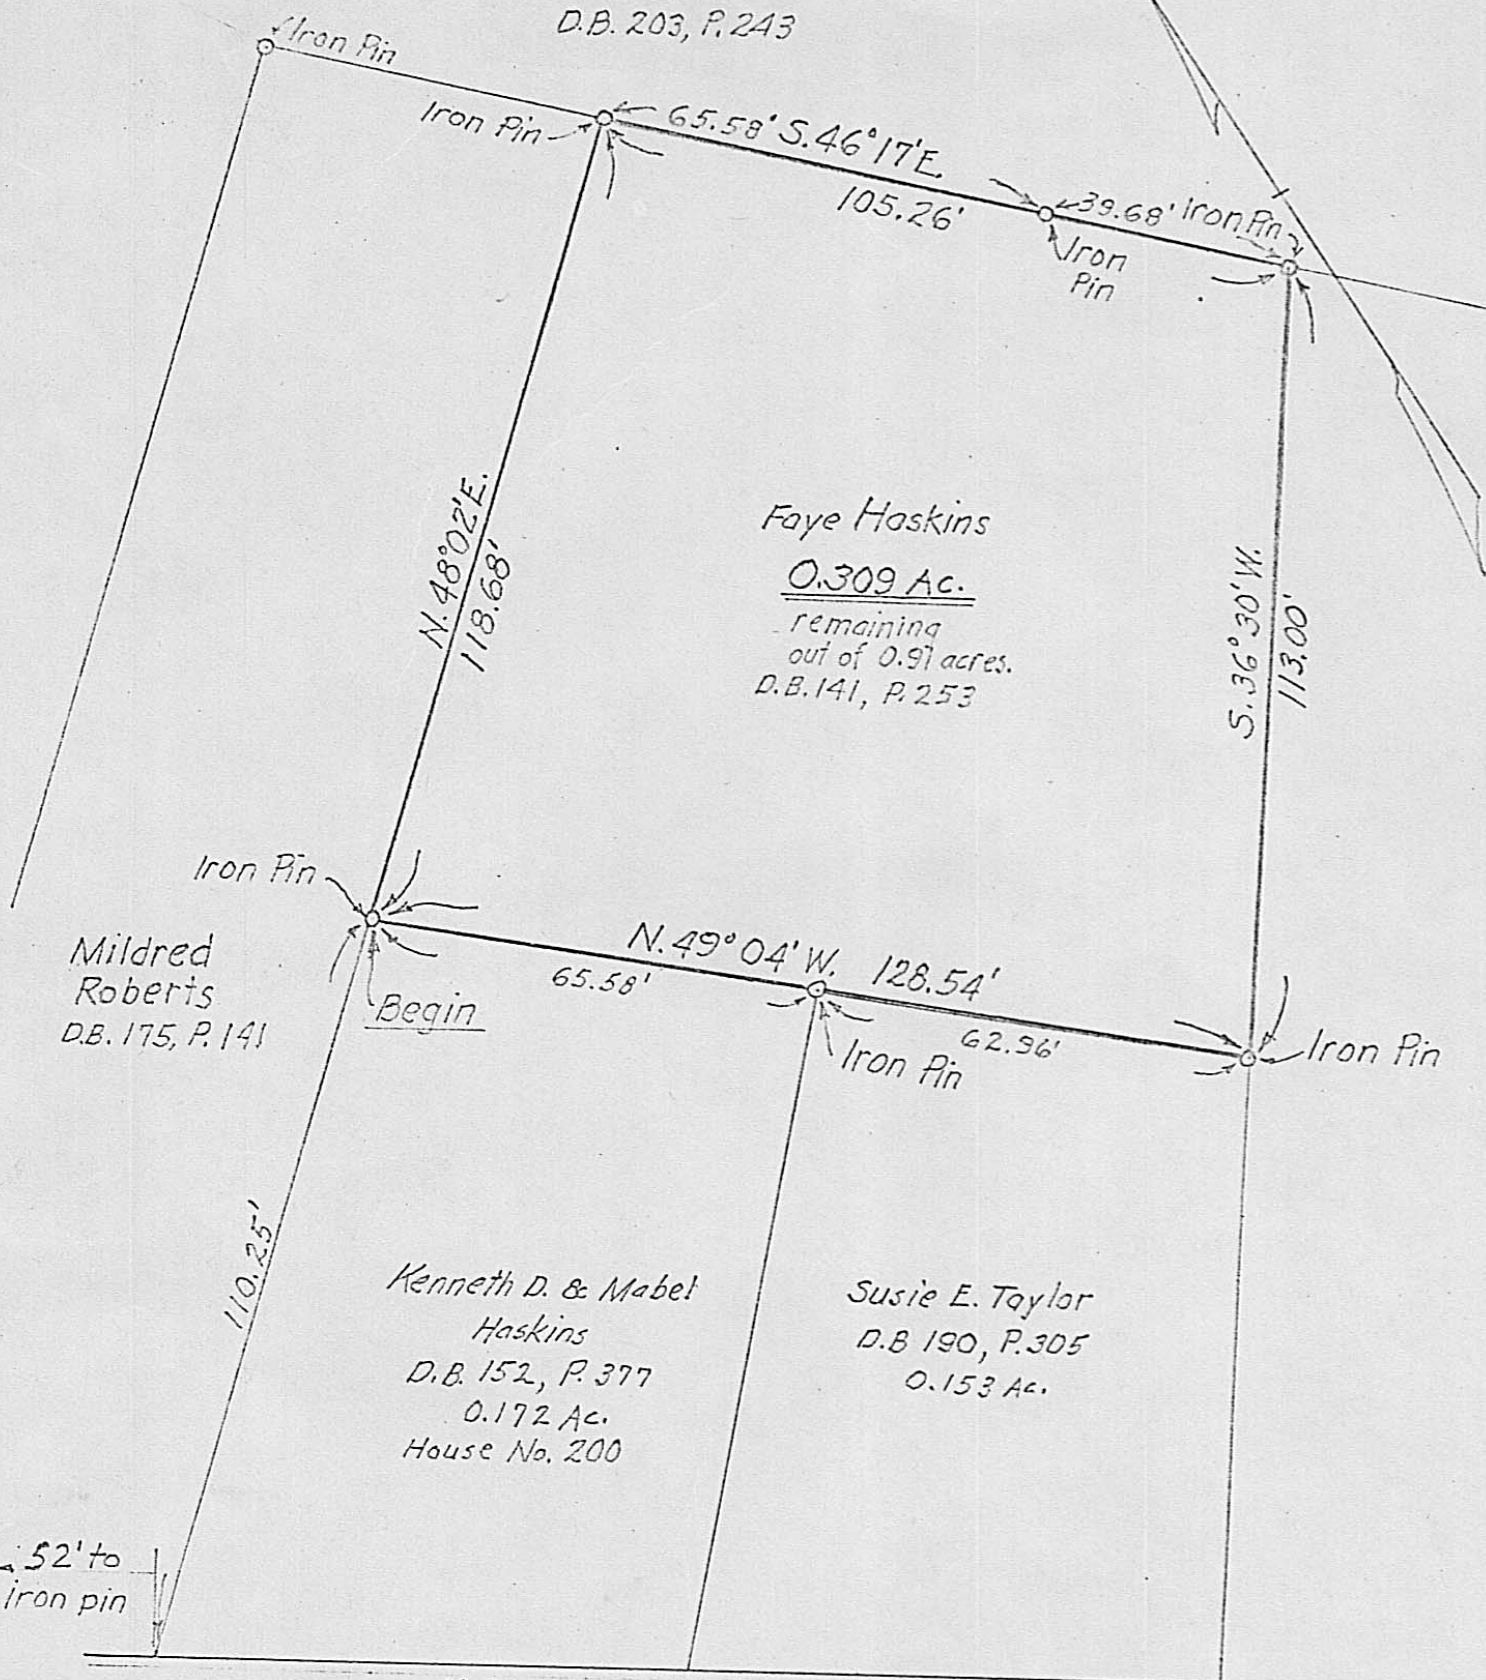 D.B. 203, P. 243
Iron Pin
Iron Pin
65.58' S. 46° 17' E.
105.26'
39.68'
Iron Pin
Iron
Pin
N. 48° 02' E.
118.68'
Faye Haskins
0.309 Ac.
remaining
out of 0.97 acres.
D.B. 141, P. 253
S. 36° 30' W.
113.00'
Iron Pin
Mildred
Roberts
D.B. 175, P. 141
Begin
N. 49° 04' W. 128.54'
65.58'
62.96'
Iron Pin
Iron Pin
110.25'
Kenneth D. & Mabel
Haskins
D.B. 152, P. 377
0.172 Ac.
House No. 200
Susie E. Taylor
D.B 190, P. 305
0.153 Ac.
52' to
iron pin